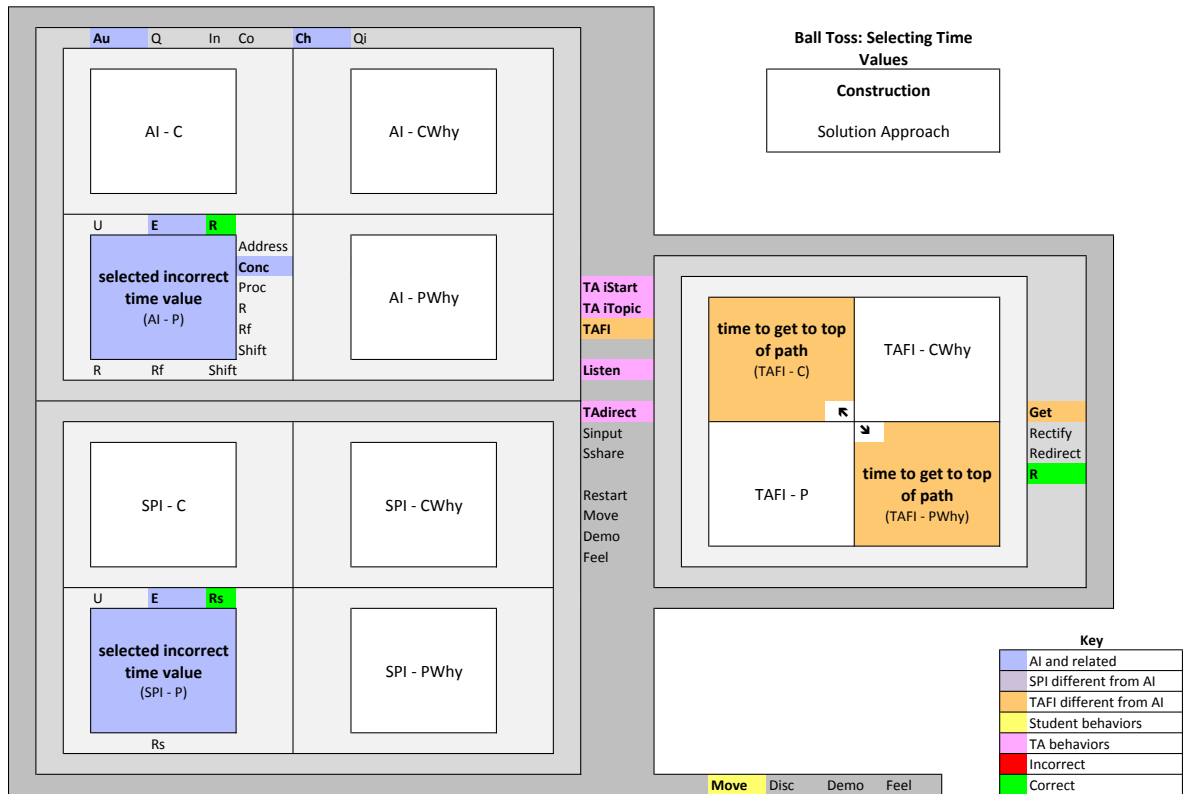 Au Q In Co Ch Qi
Ball Toss: Selecting Time
Values
Construction
Solution Approach
AI - C
AI - CWhy
U E R
selected incorrect
time value
(AI - P)
Address
Conc
Proc
R
Rf
Shift
R Rf Shift
AI - PWhy
SPI - C
SPI - CWhy
U E Rs
selected incorrect
time value
(SPI - P)
Rs
SPI - PWhy
TA iStart
TA iTopic
TAFI
Listen
TAdirect
Sinput
Sshare
Restart
Move
Demo
Feel
time to get to top
of path
(TAFI - C)
↖
TAFI - CWhy
TAFI - P
↘
time to get to top
of path
(TAFI - PWhy)
Get
Rectify
Redirect
R
Move Disc Demo Feel
Key
AI and related
SPI different from AI
TAFI different from AI
Student behaviors
TA behaviors
Incorrect
Correct